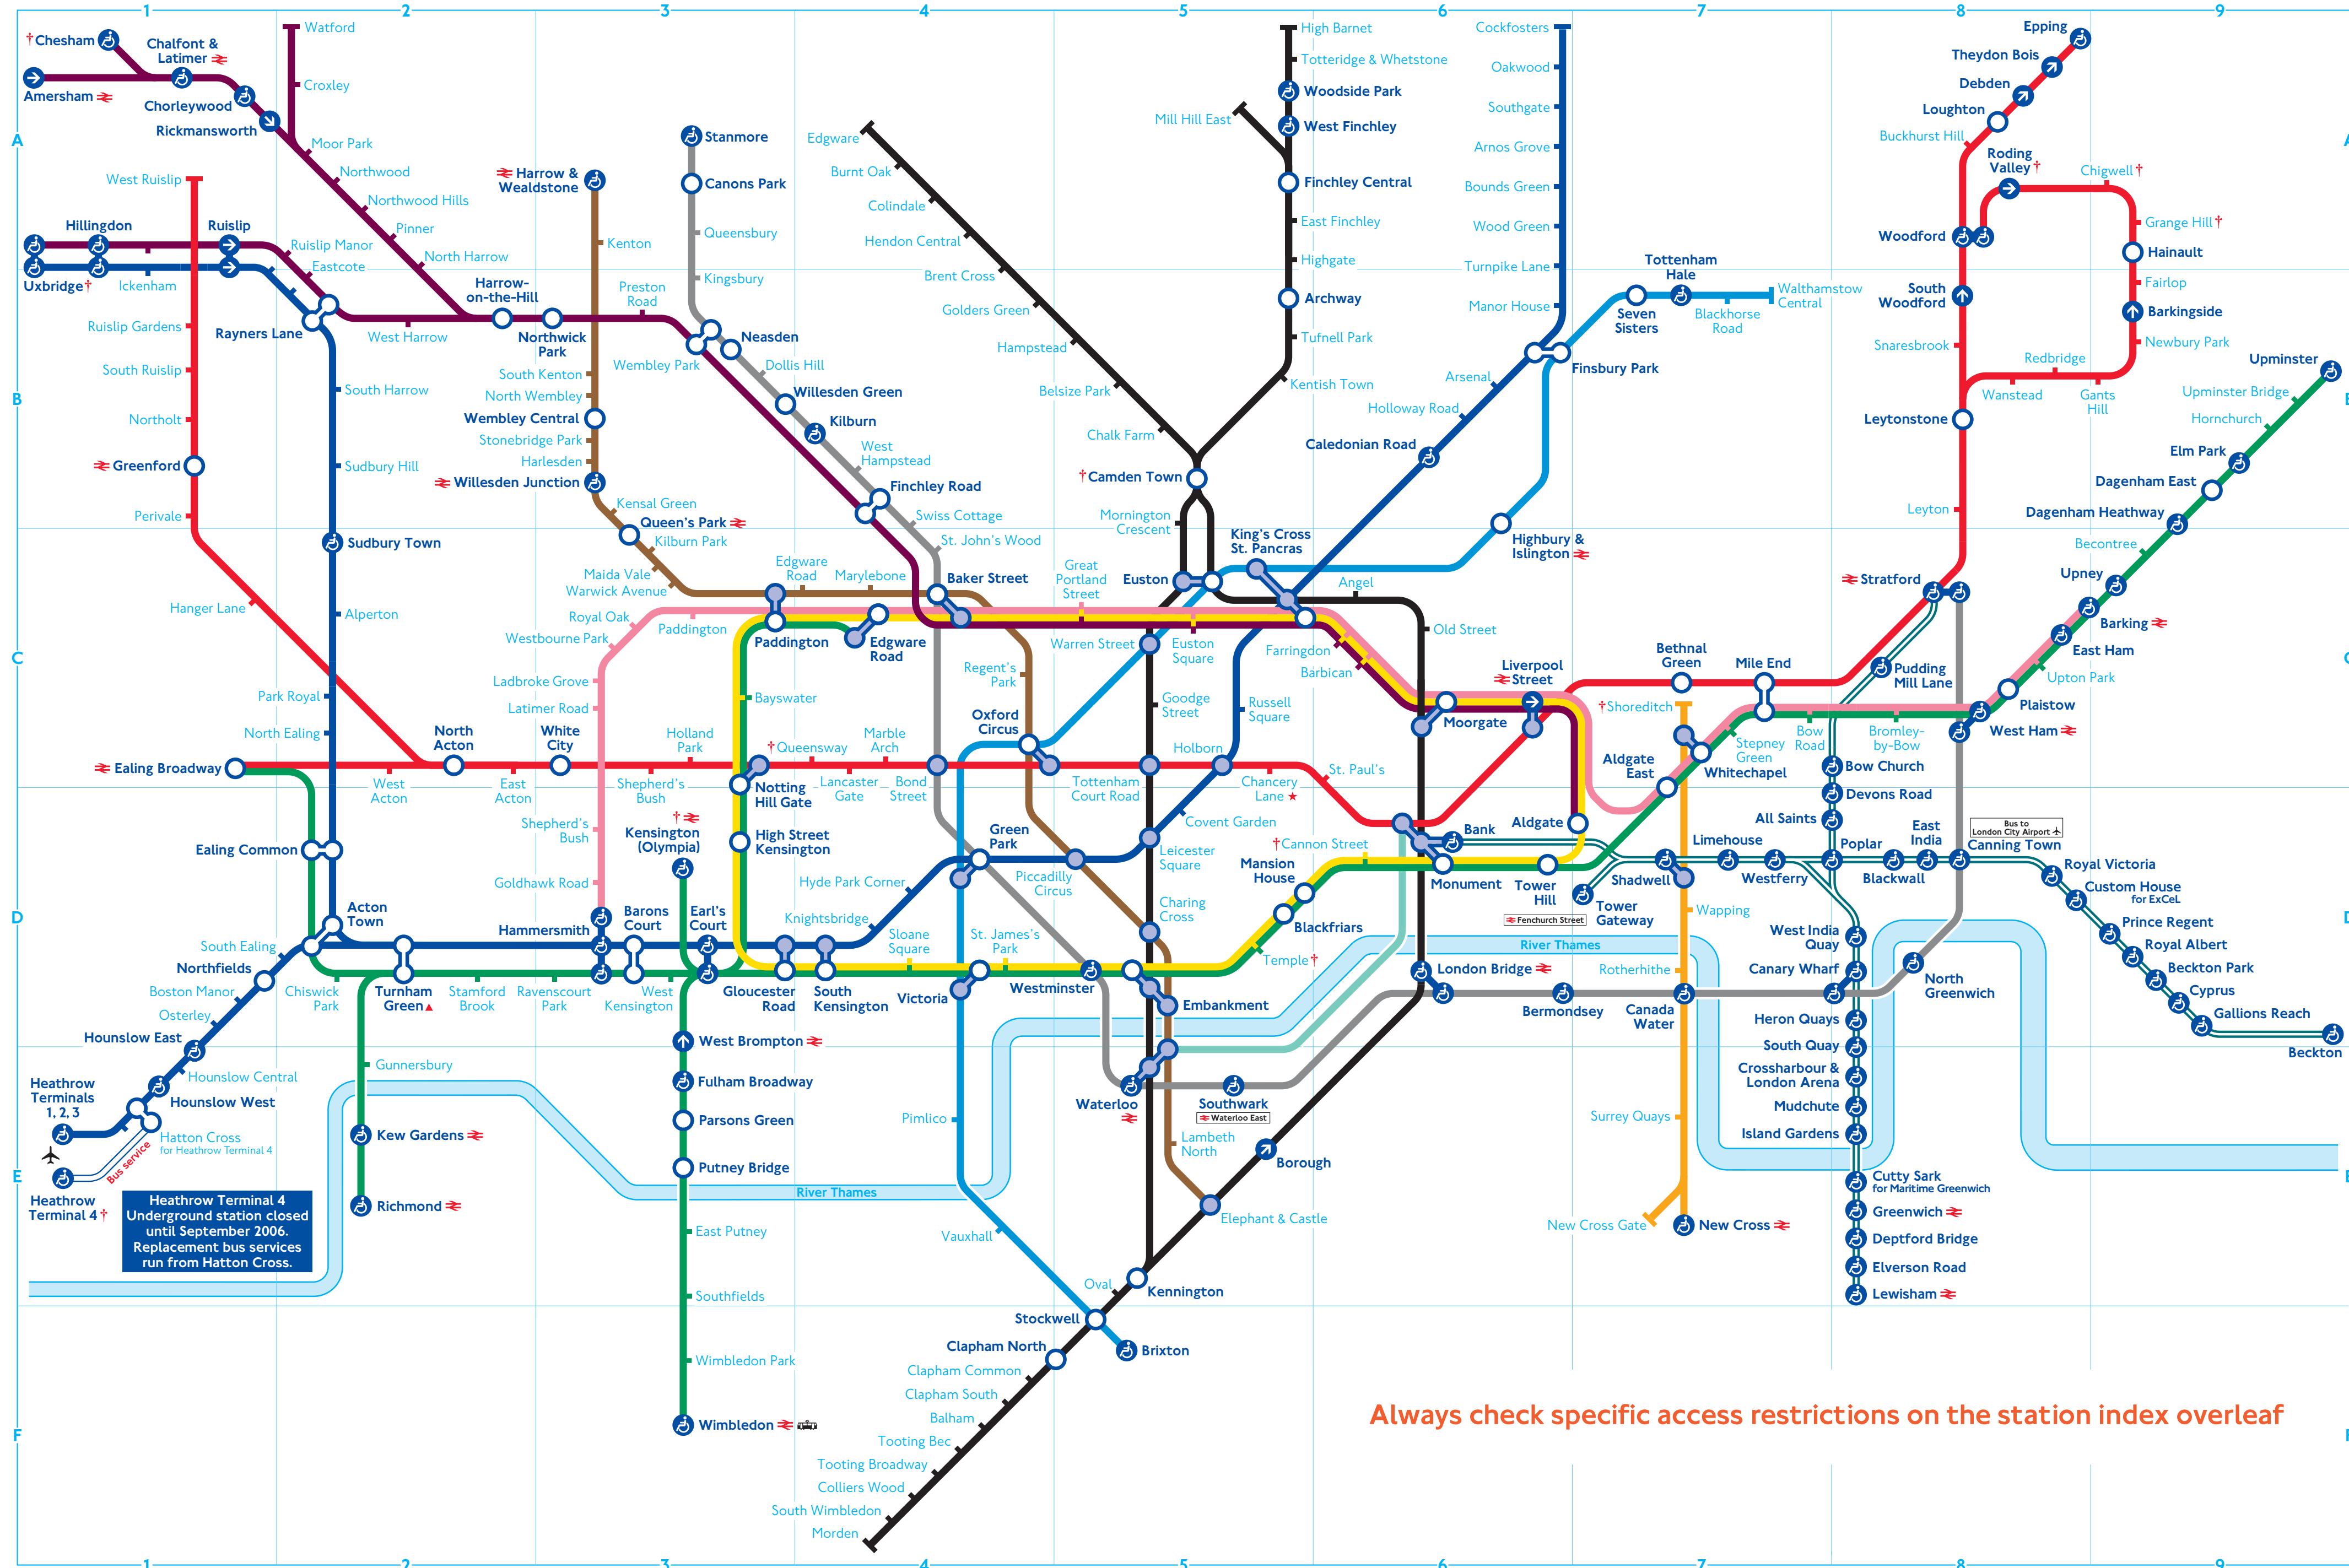 1 2 3 4 5 6 7 8 9
A
B
C
D
E
F
†Chesham
Chalfont &
Latimer
Amersham
Chorleywood
Rickmansworth
Watford
Croxley
Moor Park
Northwood
Northwood Hills
Pinner
North Harrow
Harrow-
on-the-Hill
Northwick
Park
Preston
Road
West Harrow
West Ruislip
Hillingdon
Ruislip
Ruislip Manor
Eastcote
Uxbridge†
Ickenham
Rayners Lane
Ruislip Gardens
South Ruislip
Northolt
Greenford
Perivale
Hanger Lane
South Harrow
Sudbury Hill
Sudbury Town
Alperton
Park Royal
North Ealing
Ealing Broadway
West
Acton
North
Acton
East
Acton
White
City
Ealing Common
Acton
Town
South Ealing
Northfields
Boston Manor
Osterley
Hounslow East
Hounslow Central
Hounslow West
Heathrow
Terminals
1, 2, 3
Hatton Cross
for Heathrow Terminal 4
Bus service
Heathrow
Terminal 4†
Heathrow Terminal 4
Underground station closed
until September 2006.
Replacement bus services
run from Hatton Cross.
Chiswick
Park
Turnham
Green
Stamford
Brook
Ravenscourt
Park
West
Kensington
Gunnersbury
Kew Gardens
Richmond
Harrow &
Wealdstone
Kenton
South Kenton
North Wembley
Wembley Central
Stonebridge Park
Harlesden
Willesden Junction
Kensal Green
Queen's Park
Kilburn Park
Maida Vale
Warwick Avenue
Edgware
Road
Marylebone
Baker Street
Stanmore
Canons Park
Queensbury
Kingsbury
Wembley Park
Neasden
Dollis Hill
Willesden Green
Kilburn
West
Hampstead
Finchley Road
Swiss Cottage
St. John's Wood
Royal Oak
Westbourne Park
Paddington
Paddington
Edgware
Road
Ladbroke Grove
Latimer Road
Bayswater
Holland
Park
†Queensway
Marble
Arch
Shepherd's
Bush
Notting
Hill Gate
Lancaster
Gate
Bond
Street
Shepherd's
Bush
Goldhawk Road
†
Kensington
(Olympia)
High Street
Kensington
Hammersmith
Barons
Court
Earl's
Court
Gloucester
Road
South
Kensington
Hyde Park Corner
Knightsbridge
Sloane
Square
St. James's
Park
Victoria
Westminster
West Brompton
Fulham Broadway
Parsons Green
Putney Bridge
River Thames
East Putney
Southfields
Wimbledon Park
Wimbledon
Edgware
Burnt Oak
Colindale
Hendon Central
Brent Cross
Golders Green
Hampstead
Belsize Park
Chalk Farm
†Camden Town
Mornington
Crescent
Euston
High Barnet
Totteridge & Whetstone
Woodside Park
West Finchley
Mill Hill East
Finchley Central
East Finchley
Highgate
Archway
Tufnell Park
Kentish Town
Cockfosters
Oakwood
Southgate
Arnos Grove
Bounds Green
Wood Green
Turnpike Lane
Manor House
Arsenal
Holloway Road
Caledonian Road
Finsbury Park
Seven
Sisters
Tottenham
Hale
Blackhorse
Road
Walthamstow
Central
Highbury &
Islington
King's Cross
St. Pancras
Angel
Old Street
Great
Portland
Street
Warren Street
Euston
Square
Regent's
Park
Oxford
Circus
Goodge
Street
Russell
Square
Farringdon
Barbican
Moorgate
Liverpool
Street
Holborn
Tottenham
Court Road
Chancery
Lane ★
St. Paul's
Green
Park
Piccadilly
Circus
Covent Garden
Leicester
Square
Charing
Cross
Embankment
Temple†
Blackfriars
Mansion
House
†Cannon Street
Bank
Monument
Aldgate
Tower
Hill
Fenchurch Street
Tower
Gateway
River Thames
London Bridge
Bermondsey
Canada
Water
Waterloo
Southwark
Waterloo East
Lambeth
North
Borough
Elephant & Castle
Pimlico
Vauxhall
Oval
Kennington
Stockwell
Brixton
Clapham North
Clapham Common
Clapham South
Balham
Tooting Bec
Tooting Broadway
Colliers Wood
South Wimbledon
Morden
Epping
Theydon Bois
Debden
Loughton
Buckhurst Hill
Roding
Valley†
Chigwell†
Grange Hill†
Hainault
Fairlop
Barkingside
Newbury Park
Redbridge
Wanstead
Gants
Hill
Woodford
South
Woodford
Snaresbrook
Leytonstone
Leyton
Stratford
Bethnal
Green
Mile End
Pudding
Mill Lane
†Shoreditch
Aldgate
East
Whitechapel
Stepney
Green
Bow
Road
Bromley-
by-Bow
West Ham
Plaistow
Upton Park
East Ham
Barking
Upney
Becontree
Dagenham Heathway
Dagenham East
Elm Park
Hornchurch
Upminster Bridge
Upminster
Bow Church
Devons Road
All Saints
Limehouse
Shadwell
Westferry
Poplar
Blackwall
East
India
Bus to
London City Airport
Canning Town
Royal Victoria
Custom House
for ExCeL
Prince Regent
Royal Albert
Beckton Park
Cyprus
Gallions Reach
Beckton
Wapping
Rotherhithe
Surrey Quays
New Cross Gate
New Cross
West India
Quay
Canary Wharf
North
Greenwich
Heron Quays
South Quay
Crossharbour &
London Arena
Mudchute
Island Gardens
Cutty Sark
for Maritime Greenwich
Greenwich
Deptford Bridge
Elverson Road
Lewisham
Always check specific access restrictions on the station index overleaf
1 2 3 4 5 6 7 8 9